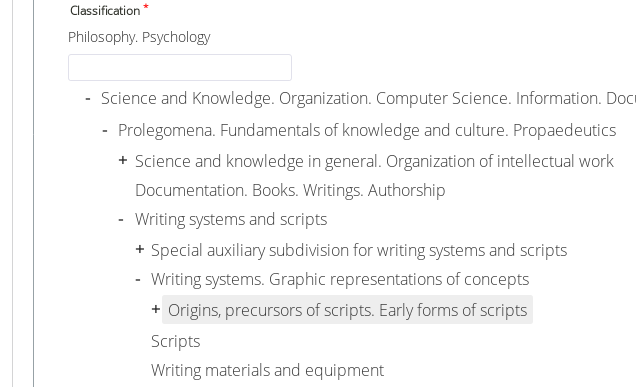 Classification *
Philosophy. Psychology
- Science and Knowledge. Organization. Computer Science. Information.
- Prolegomena. Fundamentals of knowledge and culture. Propaedeutics
+ Science and knowledge in general. Organization of intellectual work
Documentation. Books. Writings. Authorship
- Writing systems and scripts
+ Special auxiliary subdivision for writing systems and scripts
- Writing systems. Graphic representations of concepts
+ Origins, precursors of scripts. Early forms of scripts
Scripts
Writing materials and equipment